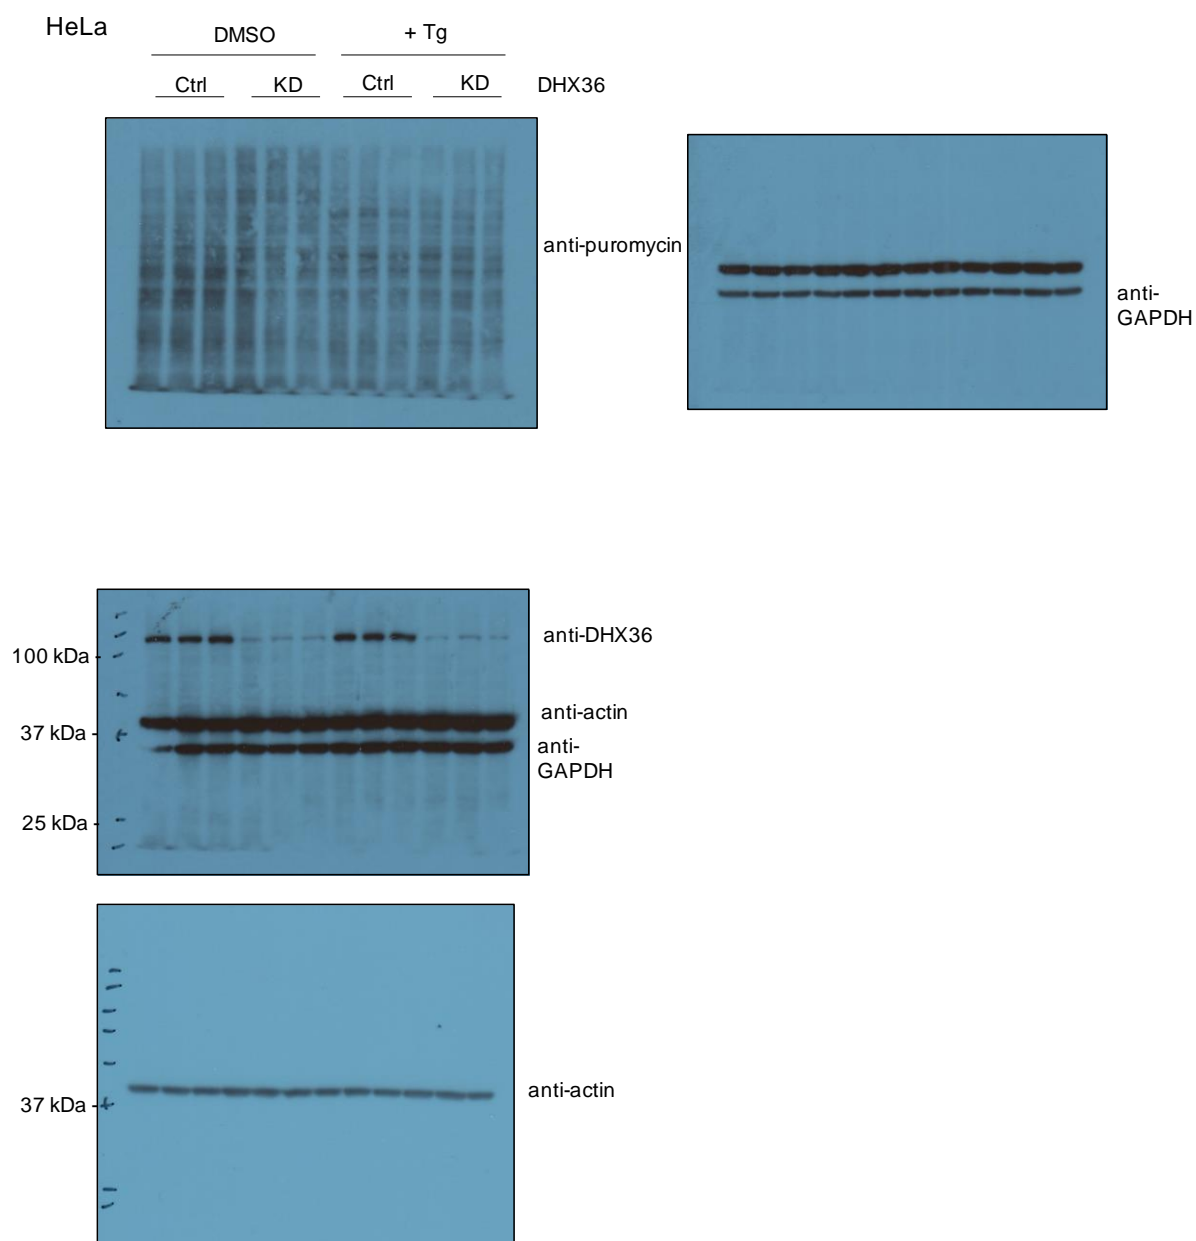 HeLa
DMSO
+ Tg
Ctrl
KD
Ctrl
KD
DHX36
anti-puromycin
anti-
GAPDH
anti-DHX36
100 kDa
anti-actin
37 kDa
anti-
GAPDH
25 kDa
anti-actin
37 kDa